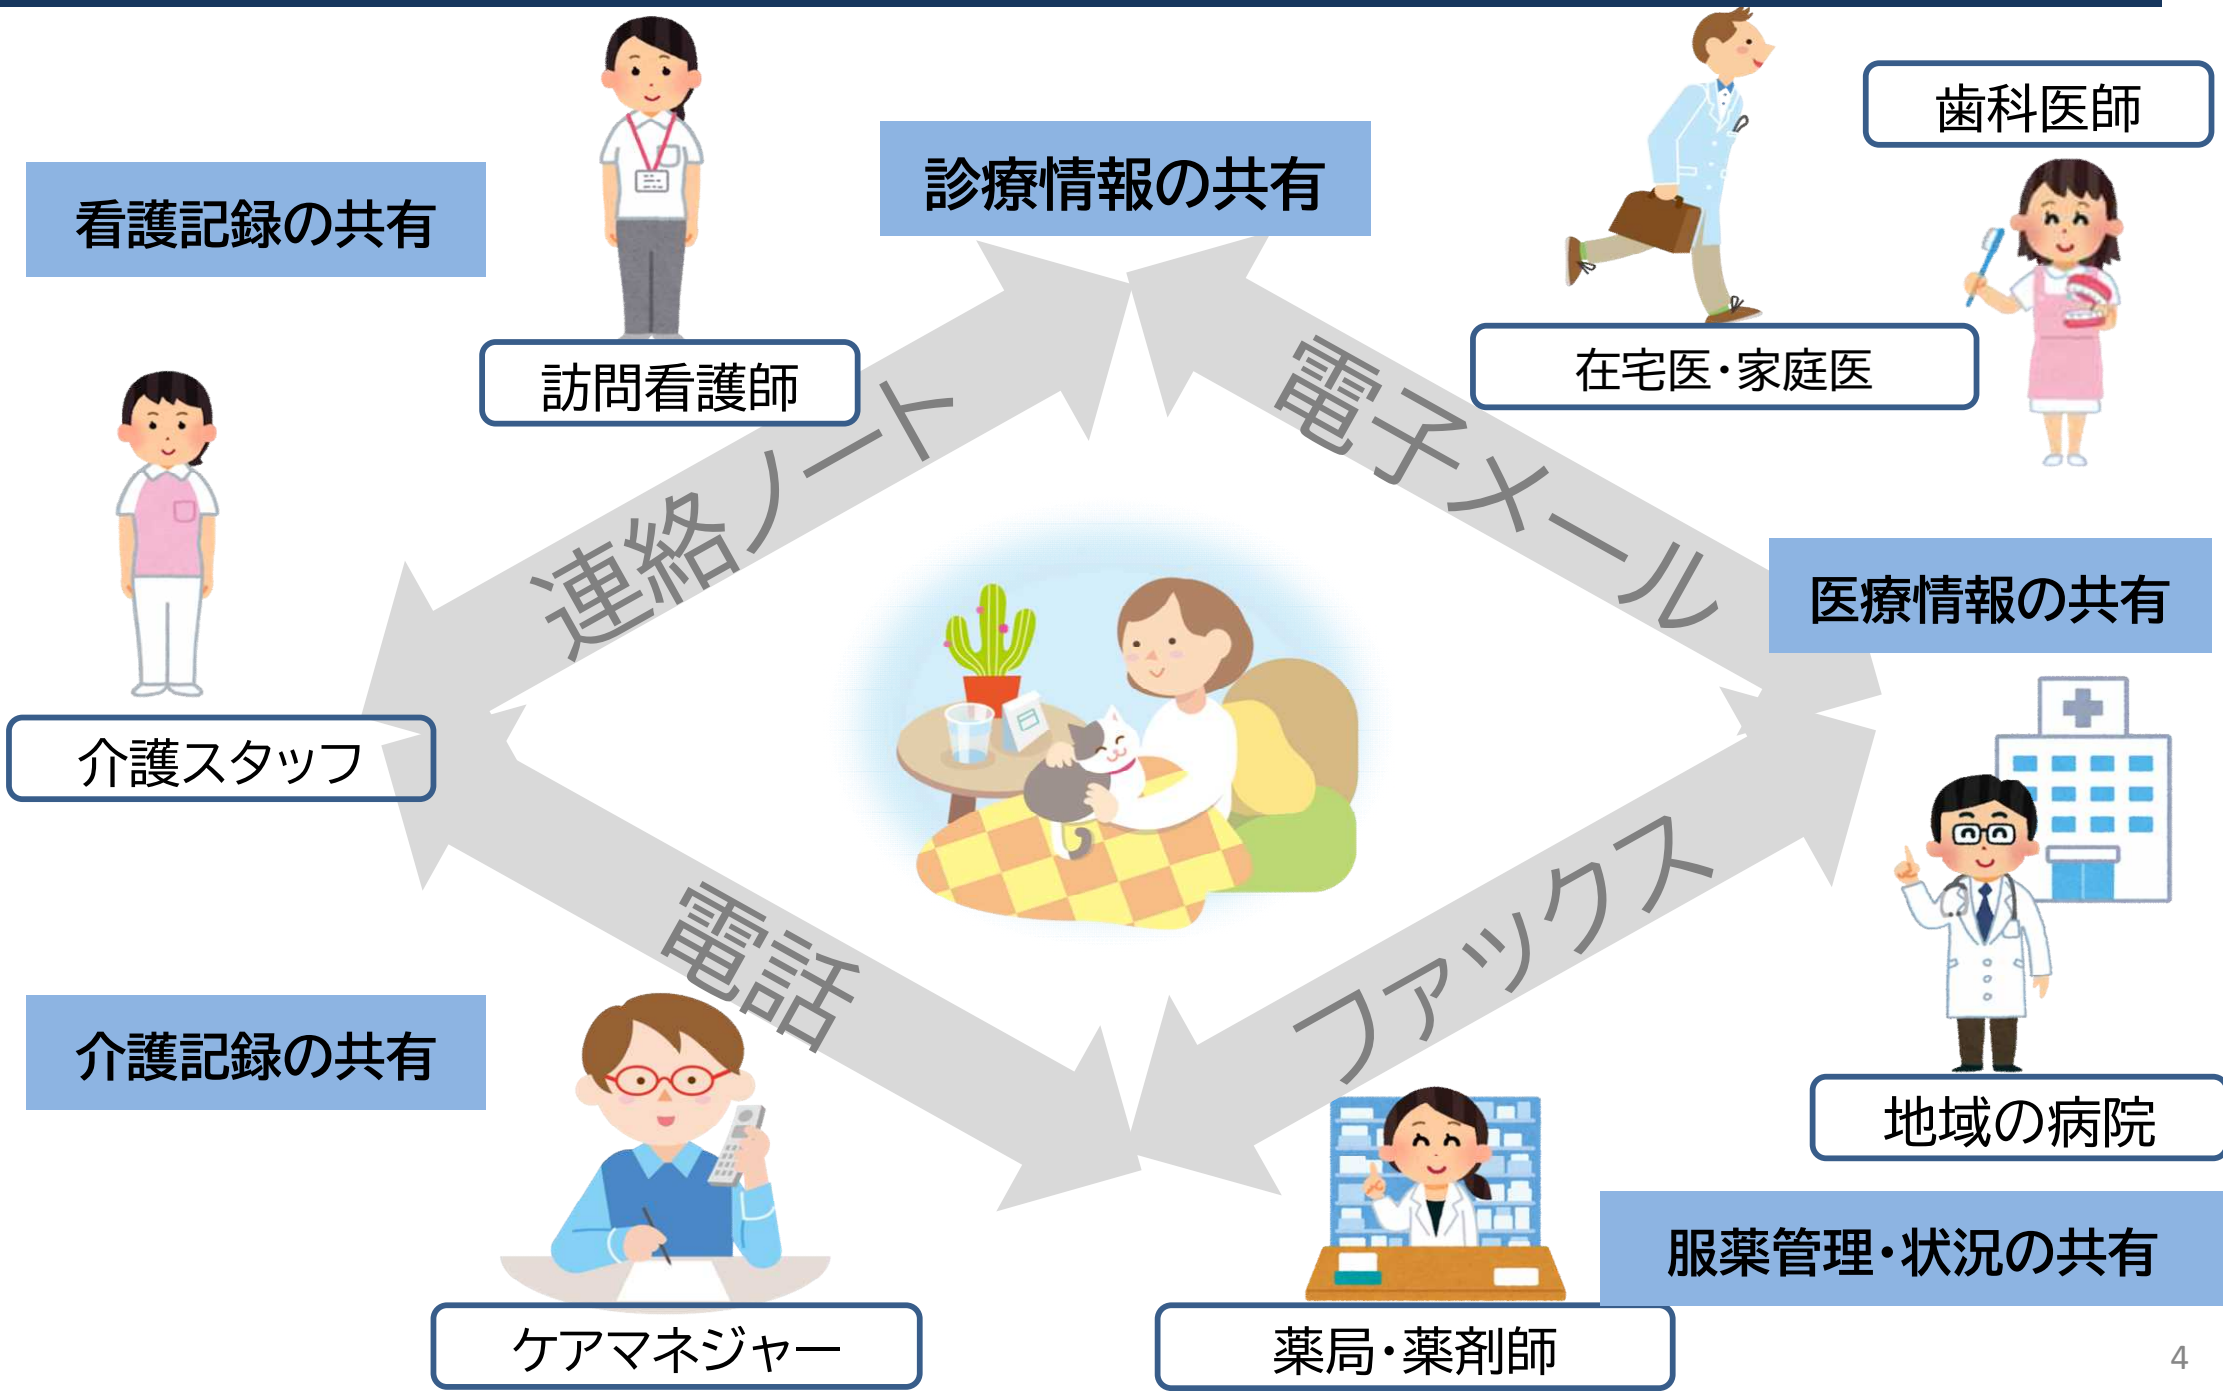 歯科医師
診療情報の共有
看護記録の共有
訪問看護師
在宅医・家庭医
連絡ノート
電子メール
医療情報の共有
介護スタッフ
電話
ファックス
介護記録の共有
地域の病院
服薬管理・状況の共有
ケアマネジャー
薬局・薬剤師
4